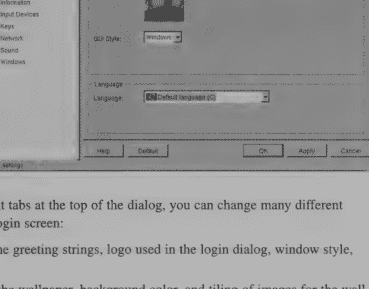 Information
Input Devices
Keys
Network
Sound
Windows
GUI Style:
Windows
Language
Language:
Default language (C)
Help
Default
OK
Apply
Cancel
settings
t tabs at the top of the dialog, you can change many different
ogin screen:
he greeting strings, logo used in the login dialog, window style,
the wallpaper, background color, and tiling of images for the wall